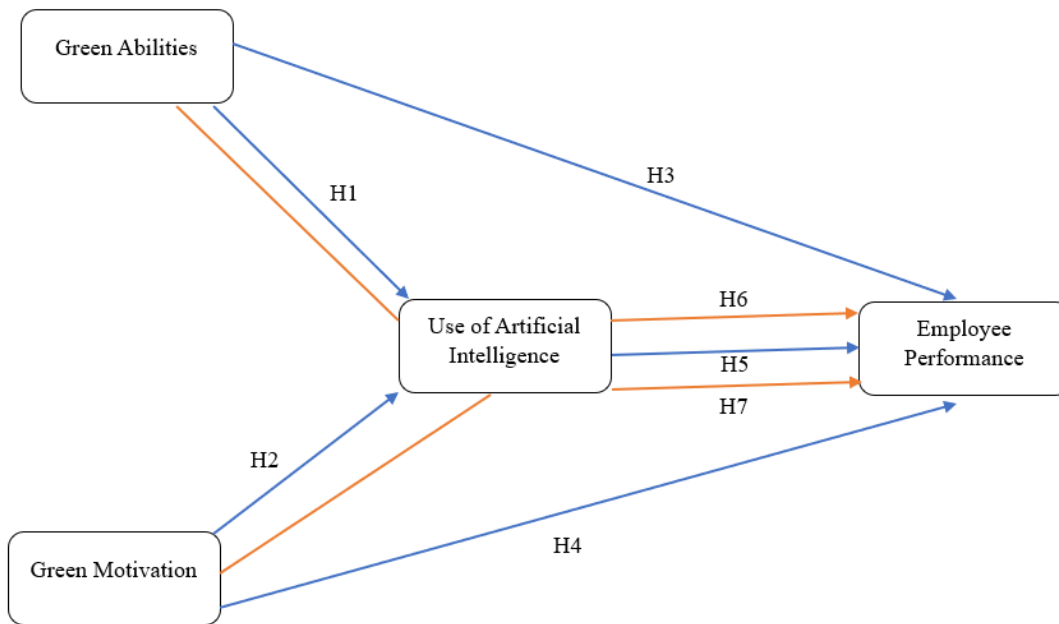 Green Abilities
H3
H1
H6
Use of Artificial
Intelligence
Employee
Performance
H5
H7
H2
H4
Green Motivation